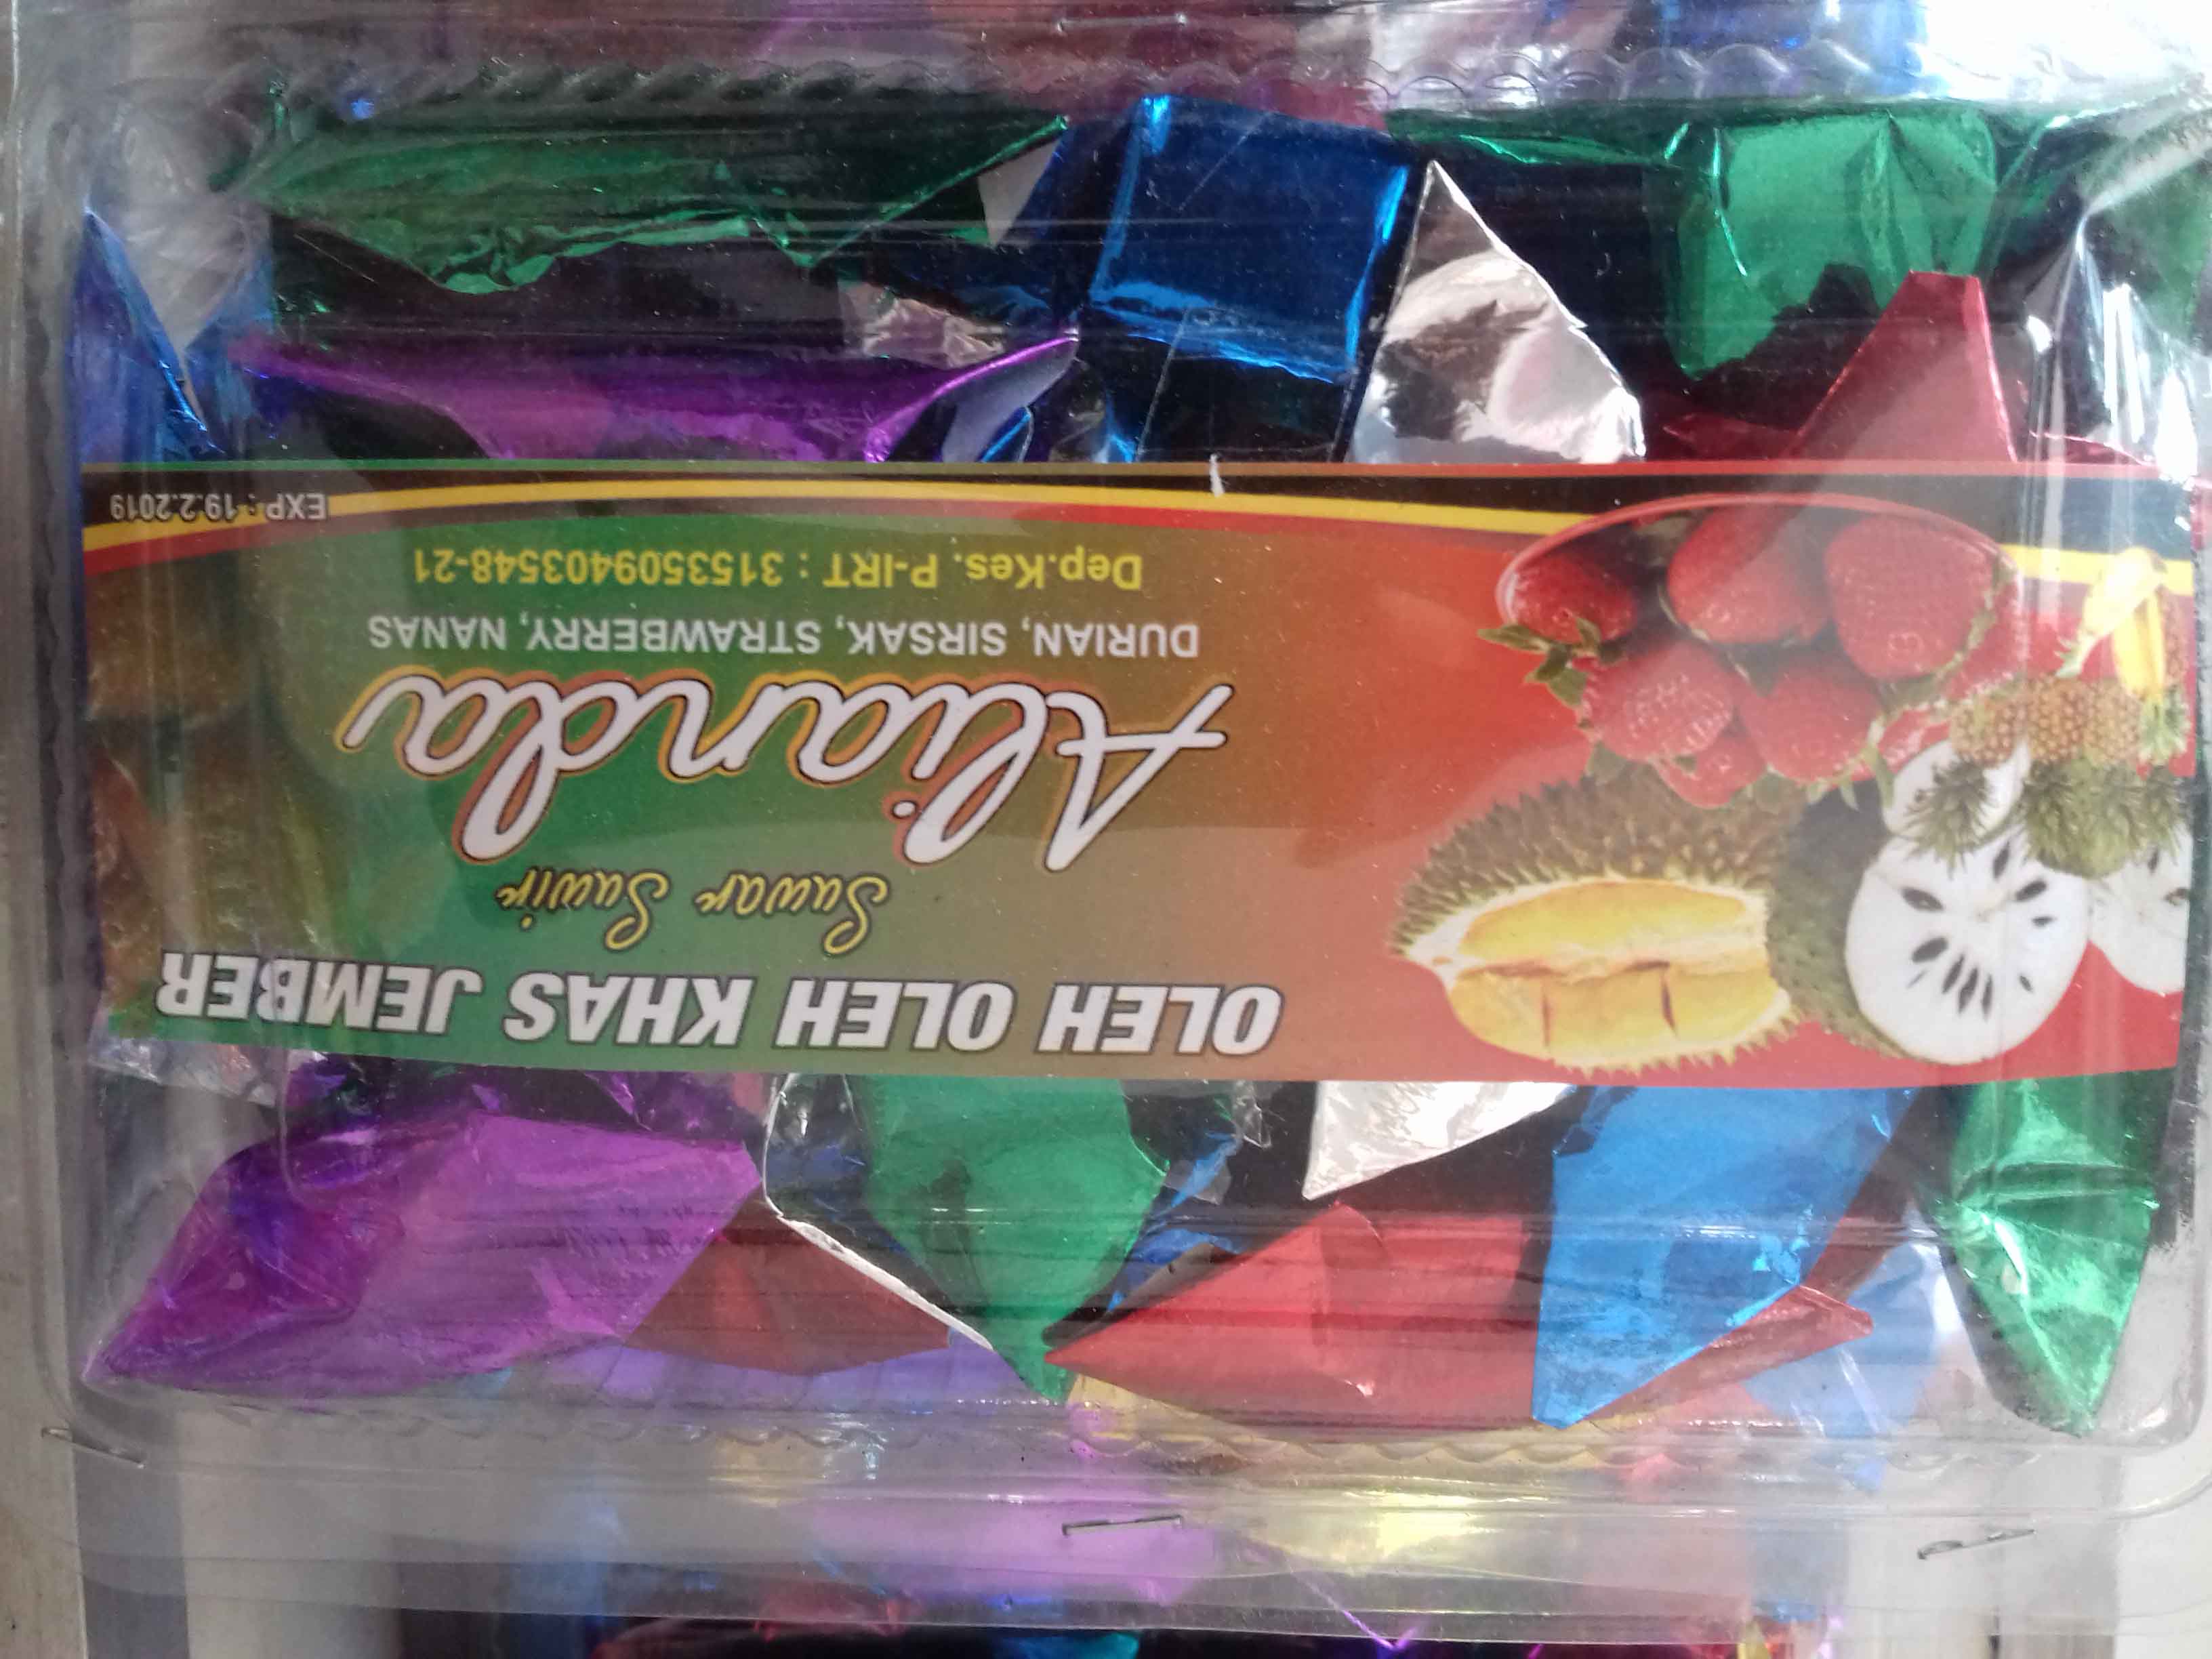 OLEH OLEH KHAS JEMBER
Suwar Suwir
Alianda
DURIAN, SIRSAK, STRAWBERRY, NANAS
Dep.Kes. P-IRT : 3153509403548-21
EXP : 19.2.2019